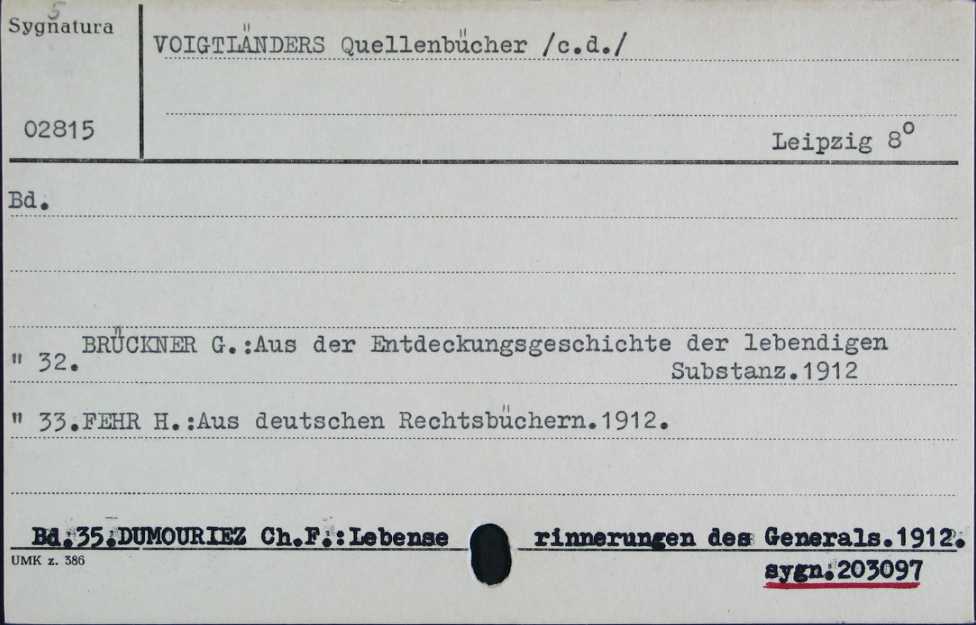 5
Sygnatura
VOIGTLÄNDERS Quellenbücher /c.d./
02815
Leipzig 8°
Bd.
BRÜCKNER G.:Aus der Entdeckungsgeschichte der lebendigen
" 32.
Substanz.1912
" 33.FEHR H.:Aus deutschen Rechtsbüchern.1912.
Bd.35.DUMOURIEZ Ch.F.:Lebense rinnerungen des Generals.1912.
UMK z. 386
sygn.203097